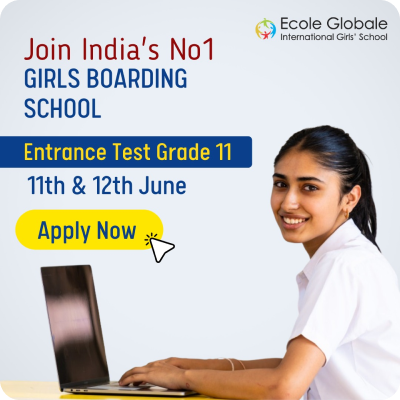 Ecole Globale
International Girls' School
Join India's No1
GIRLS BOARDING
SCHOOL
Entrance Test Grade 11
11th & 12th June
Apply Now